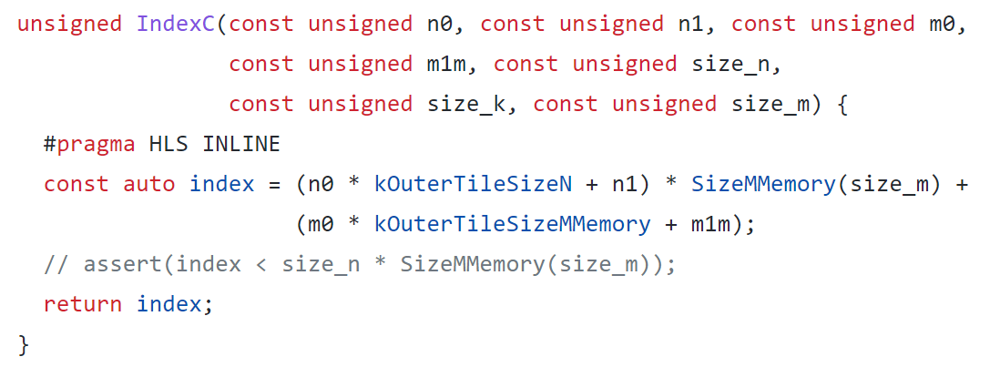 unsigned IndexC(const unsigned n0, const unsigned n1, const unsigned m0,
                const unsigned m1m, const unsigned size_n,
                const unsigned size_k, const unsigned size_m) {
  #pragma HLS INLINE
  const auto index = (n0 * kOuterTileSizeN + n1) * SizeMMemory(size_m) +
                     (m0 * kOuterTileSizeMMemory + m1m);
  // assert(index < size_n * SizeMMemory(size_m));
  return index;
}